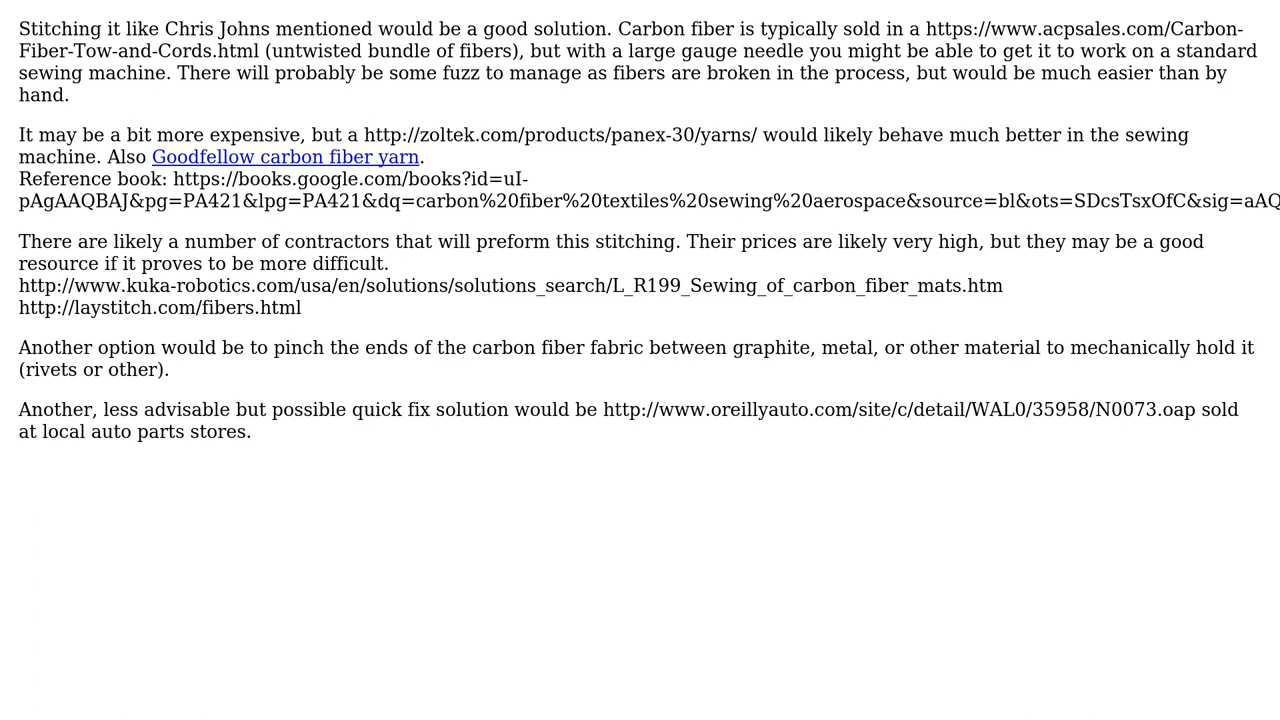 Stitching it like Chris Johns mentioned would be a good solution. Carbon fiber is typically sold in a https://www.acpsales.com/Carbon-
Fiber-Tow-and-Cords.html (untwisted bundle of fibers), but with a large gauge needle you might be able to get it to work on a standard
sewing machine. There will probably be some fuzz to manage as fibers are broken in the process, but would be much easier than by
hand.
It may be a bit more expensive, but a http://zoltek.com/products/panex-30/yarns/ would likely behave much better in the sewing
machine. Also Goodfellow carbon fiber yarn.
Reference book: https://books.google.com/books?id=uI-
pAgAAQBAJ&pg=PA421&lpg=PA421&dq=carbon%20fiber%20textiles%20sewing%20aerospace&source=bl&ots=SDcsTsxOfC&sig=aAQ
There are likely a number of contractors that will preform this stitching. Their prices are likely very high, but they may be a good
resource if it proves to be more difficult.
http://www.kuka-robotics.com/usa/en/solutions/solutions_search/L_R199_Sewing_of_carbon_fiber_mats.htm
http://laystitch.com/fibers.html
Another option would be to pinch the ends of the carbon fiber fabric between graphite, metal, or other material to mechanically hold it
(rivets or other).
Another, less advisable but possible quick fix solution would be http://www.oreillyauto.com/site/c/detail/WAL0/35958/N0073.oap sold
at local auto parts stores.